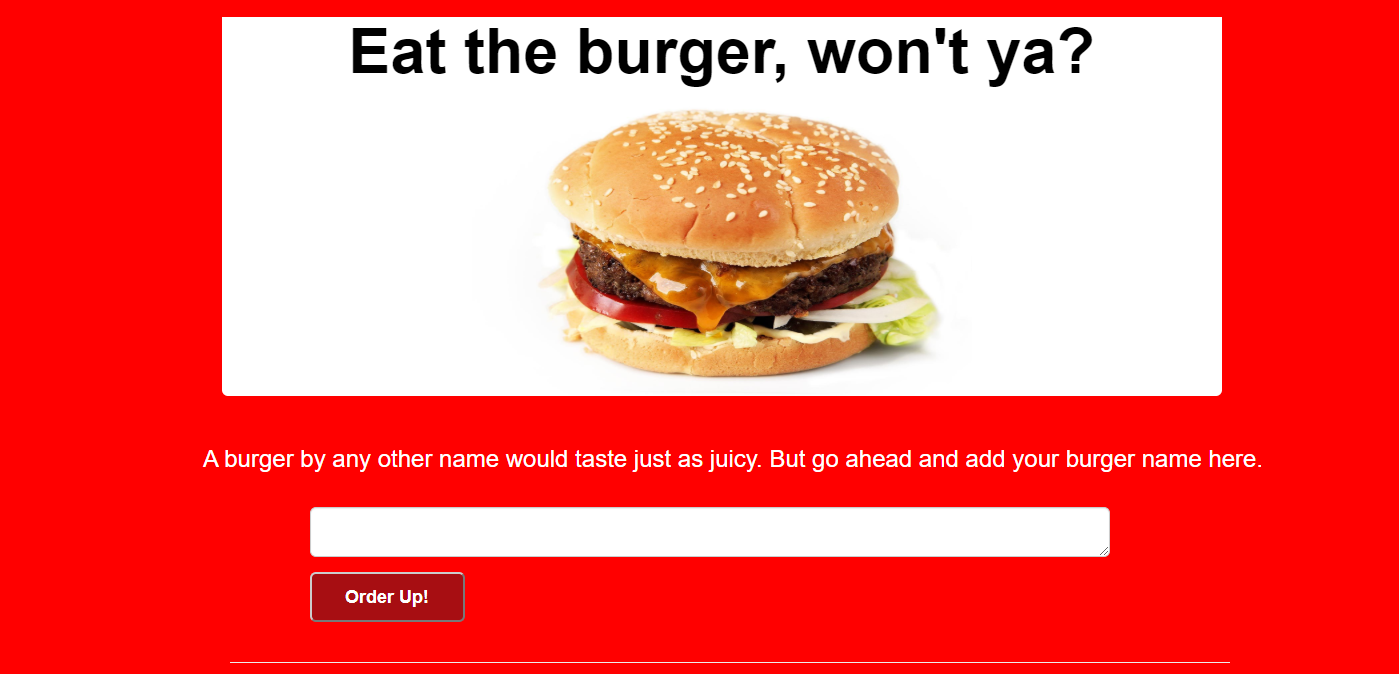 Eat the burger, won't ya?
A burger by any other name would taste just as juicy. But go ahead and add your burger name here.
Order Up!